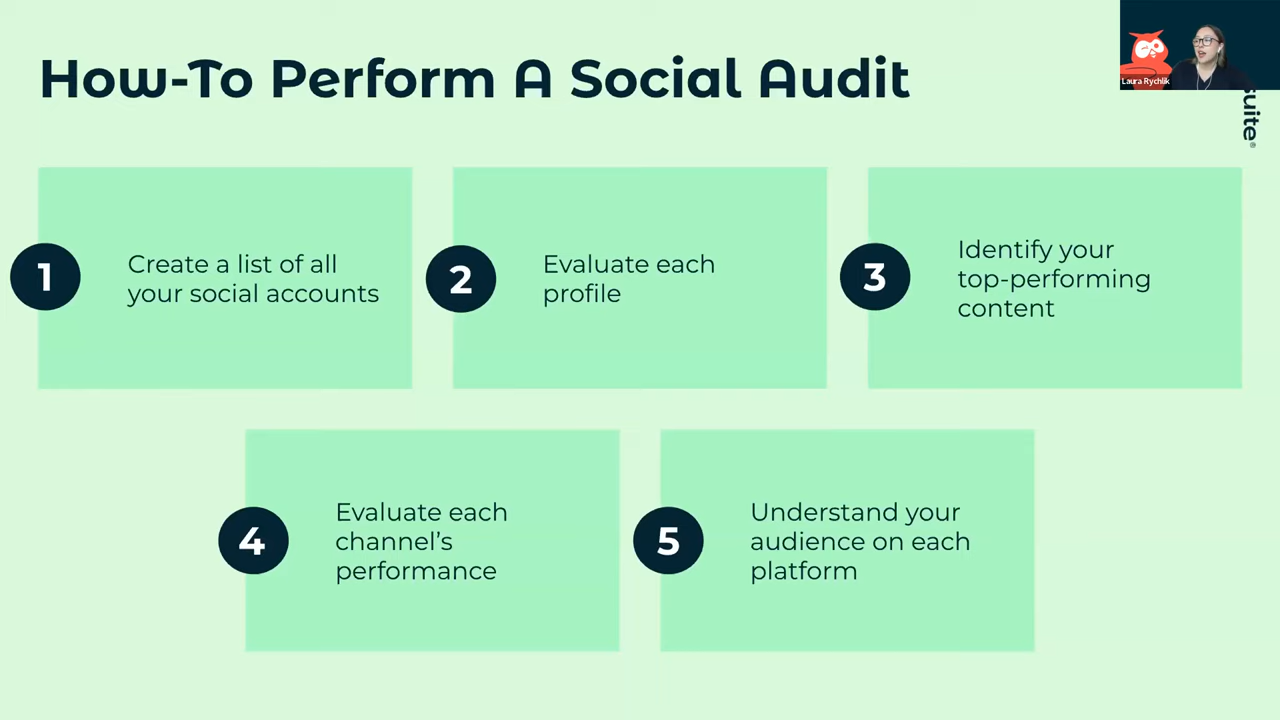 How-To Perform A Social Audit
Laura Rychlik
suite®
1
Create a list of all
your social accounts
2
Evaluate each
profile
3
Identify your
top-performing
content
4
Evaluate each
channel's
performance
5
Understand your
audience on each
platform